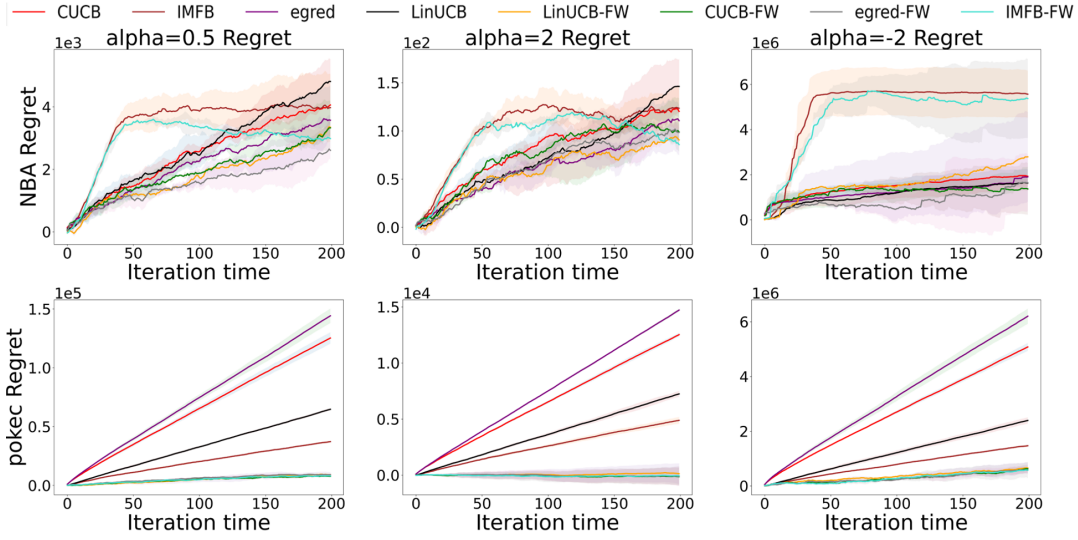 CUCB IMFB egred LinUCB LinUCB-FW CUCB-FW egred-FW IMFB-FW
alpha=0.5 Regret alpha=2 Regret alpha=-2 Regret
1e3 1e2 1e6
NBA Regret
4
2
0
1.5
1.0
0.5
0.0
6
4
2
0
0 50 100 150 200 0 50 100 150 200 0 50 100 150 200
Iteration time Iteration time Iteration time
1e5 1e4 1e6
pokec Regret
1.5
1.0
0.5
0.0
1.5
1.0
0.5
0.0
6
4
2
0
0 50 100 150 200 0 50 100 150 200 0 50 100 150 200
Iteration time Iteration time Iteration time